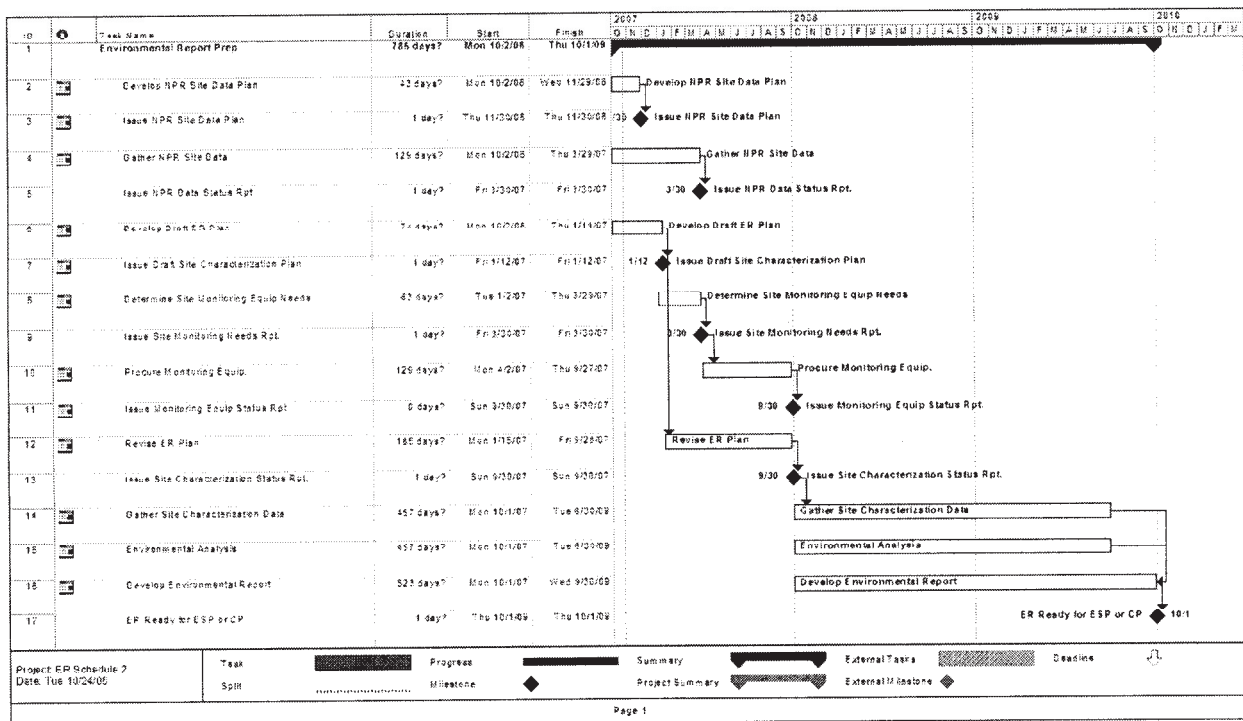 2007 2008 2009 2010
ID Task Name Duration Start Finish O N D J F M A M J J A S O N D J F M A M J J A S O N D J F M A M J J A S O N D J F M
1 Environmental Report Prep 785 days? Mon 10/2/06 Thu 10/1/09
2 Develop NPR Site Data Plan 43 days? Mon 10/2/06 Wed 11/29/06 Develop NPR Site Data Plan
3 Issue NPR Site Data Plan 1 day? Thu 11/30/06 Thu 11/30/06 /30 Issue NPR Site Data Plan
4 Gather NPR Site Data 129 days? Mon 10/2/06 Thu 3/29/07 Gather NPR Site Data
5 Issue NPR Data Status Rpt 1 day? Fri 3/30/07 Fri 3/30/07 3/30 Issue NPR Data Status Rpt.
6 Develop Draft ER Plan Mon 10/2/06 Thu 1/11/07 Develop Draft ER Plan
7 Issue Draft Site Characterization Plan 1 day? Fri 1/12/07 Fri 1/12/07 1/12 Issue Draft Site Characterization Plan
8 Determine Site Monitoring Equip Needs 63 days? Tue 1/2/07 Thu 3/29/07 Determine Site Monitoring Equip Needs
9 Issue Site Monitoring Needs Rpt. 1 day? Fri 3/30/07 Fri 3/30/07 3/30 Issue Site Monitoring Needs Rpt.
10 Procure Monitoring Equip. 129 days? Mon 4/2/07 Thu 9/27/07 Procure Monitoring Equip.
11 Issue Monitoring Equip Status Rpt 0 days? Sun 9/30/07 Sun 9/30/07 9/30 Issue Monitoring Equip Status Rpt.
12 Revise ER Plan 185 days? Mon 1/15/07 Fri 9/28/07 Revise ER Plan
13 Issue Site Characterization Status Rpt. 1 day? Sun 9/30/07 Sun 9/30/07 9/30 Issue Site Characterization Status Rpt.
14 Gather Site Characterization Data 457 days? Mon 10/1/07 Tue 6/30/09 Gather Site Characterization Data
15 Environmental Analysis 457 days? Mon 10/1/07 Tue 6/30/09 Environmental Analysis
16 Develop Environmental Report 523 days? Mon 10/1/07 Wed 9/30/09 Develop Environmental Report
17 ER Ready for ESP or CP 1 day? Thu 10/1/09 Thu 10/1/09 ER Ready for ESP or CP 10/1
Project: ER Schedule 2
Date: Tue 10/24/06
Task Progress Summary External Tasks Deadline
Split Milestone Project Summary External Milestone
Page 1